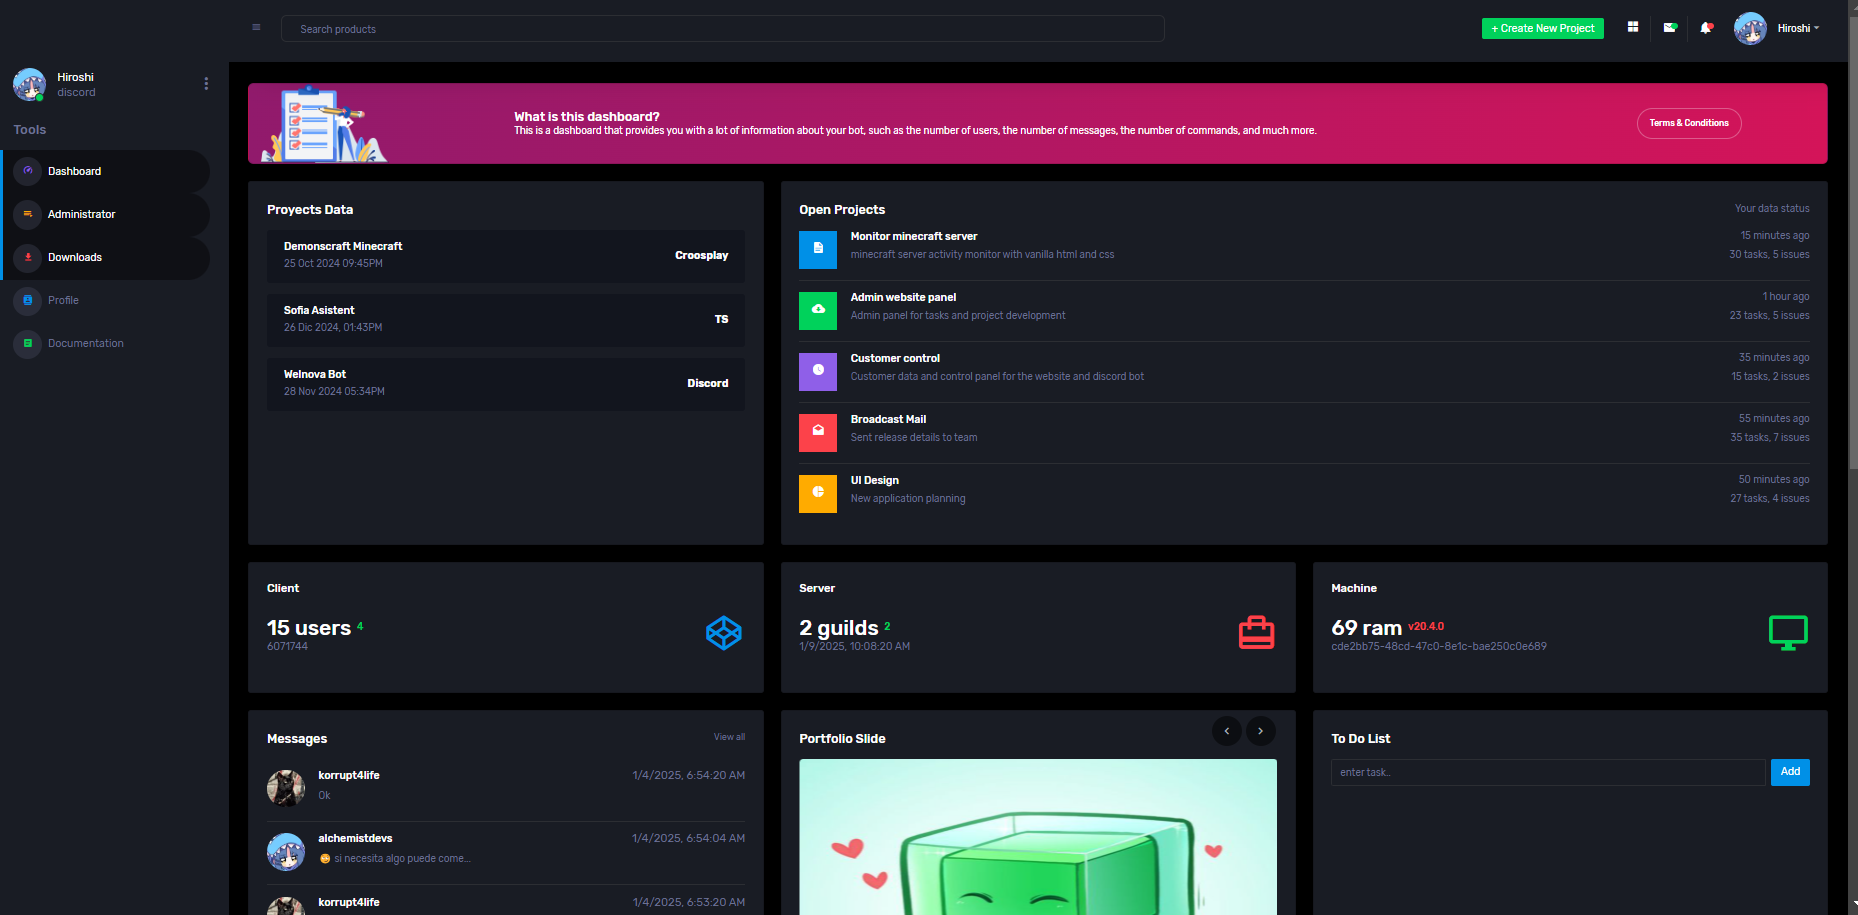 Search products
+ Create New Project
Hiroshi
Hiroshi
discord
Tools
Dashboard
Administrator
Downloads
Profile
Documentation
What is this dashboard?
This is a dashboard that provides you with a lot of information about your bot, such as the number of users, the number of messages, the number of commands, and much more.
Terms & Conditions
Proyects Data
Demonscraft Minecraft
25 Oct 2024 09:45PM
Croosplay
Sofia Asistent
26 Dic 2024, 01:43PM
TS
Welnova Bot
28 Nov 2024 05:34PM
Discord
Open Projects
Your data status
Monitor minecraft server
15 minutes ago
minecraft server activity monitor with vanilla html and css
30 tasks, 5 issues
Admin website panel
1 hour ago
Admin panel for tasks and project development
23 tasks, 5 issues
Customer control
35 minutes ago
Customer data and control panel for the website and discord bot
15 tasks, 2 issues
Broadcast Mail
55 minutes ago
Sent release details to team
35 tasks, 7 issues
UI Design
50 minutes ago
New application planning
27 tasks, 4 issues
Client
15 users 4
6071744
Server
2 guilds 2
1/9/2025, 10:08:20 AM
Machine
69 ram v20.4.0
cde2bb75-48cd-47c0-8e1c-bae250c0e689
Messages
View all
korrupt4life
1/4/2025, 6:54:20 AM
Ok
alchemistdevs
1/4/2025, 6:54:04 AM
si necesita algo puede come...
korrupt4life
1/4/2025, 6:53:20 AM
Portfolio Slide
To Do List
enter task..
Add